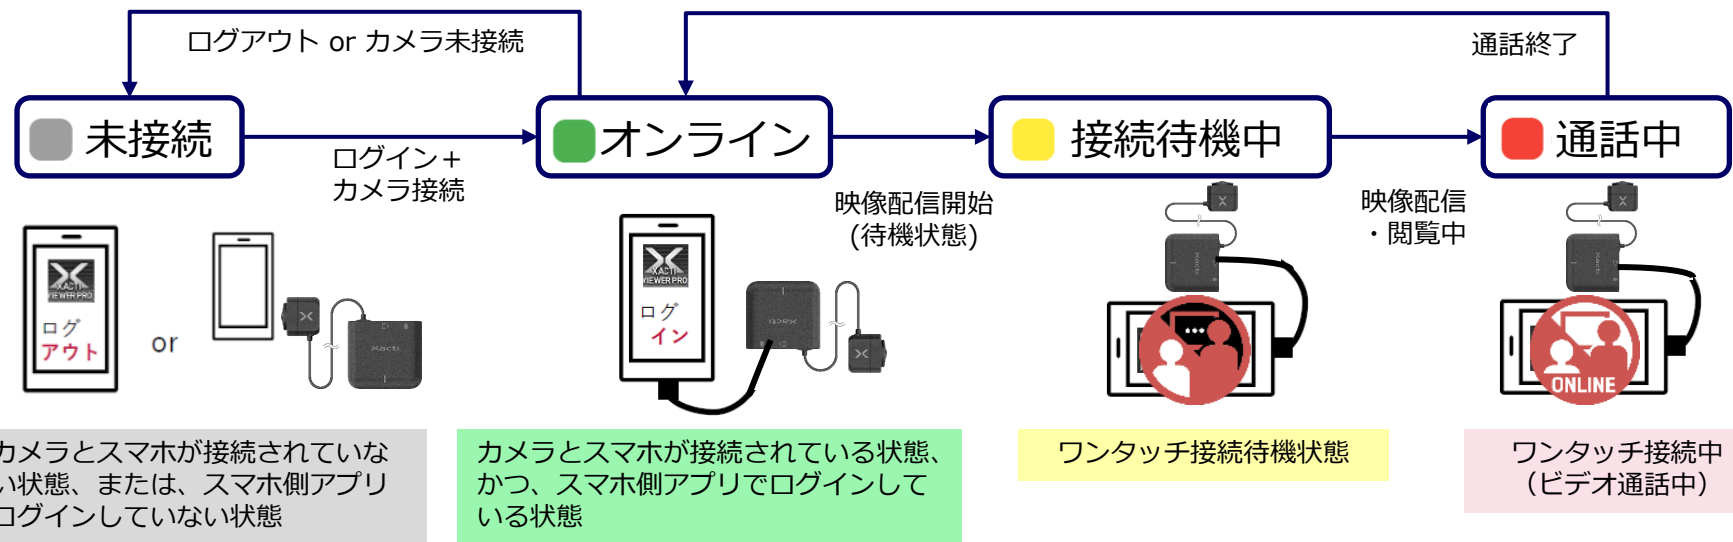 ログアウト or カメラ未接続
通話終了
未接続
オンライン
接続待機中
通話中
ログイン＋
カメラ接続
映像配信開始
(待機状態)
映像配信
・閲覧中
XACTI
VIEWER PRO
ログ
アウト
or
Xacti
XACTI
VIEWER PRO
ログ
イン
Xacti
Xacti
Xacti
ONLINE
カメラとスマホが接続されていな
い状態、または、スマホ側アプリ
ログインしていない状態
カメラとスマホが接続されている状態、
かつ、スマホ側アプリでログインして
いる状態
ワンタッチ接続待機状態
ワンタッチ接続中
（ビデオ通話中）